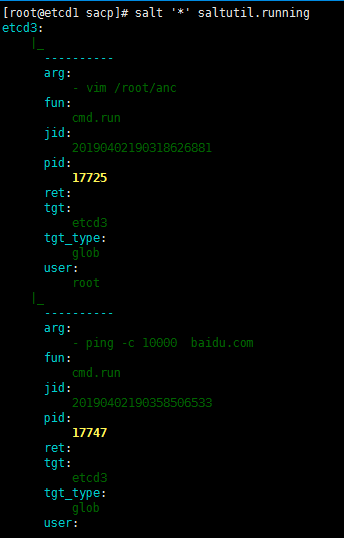 [root@etcd1 sacp]# salt '*' saltutil.running
etcd3:
|_
----------
arg:
- vim /root/anc
fun:
cmd.run
jid:
20190402190318626881
pid:
17725
ret:
tgt:
etcd3
tgt_type:
glob
user:
root
|_
----------
arg:
- ping -c 10000  baidu.com
fun:
cmd.run
jid:
20190402190358506533
pid:
17747
ret:
tgt:
etcd3
tgt_type:
glob
user: